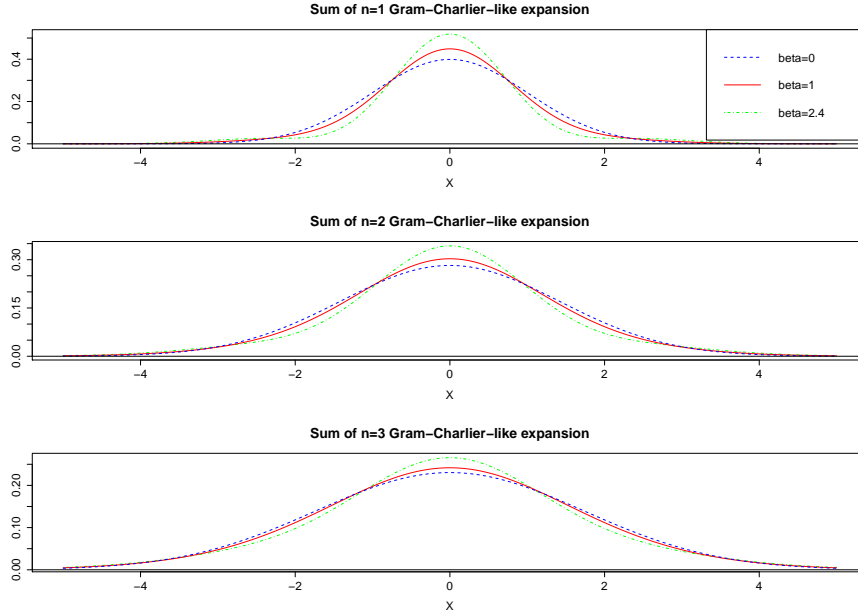 Sum of n=1 Gram−Charlier−like expansion
0.4
0.2
0.0
beta=0
beta=1
beta=2.4
−4 −2 0 2 4
X
Sum of n=2 Gram−Charlier−like expansion
0.30
0.15
0.00
−4 −2 0 2 4
X
Sum of n=3 Gram−Charlier−like expansion
0.20
0.10
0.00
−4 −2 0 2 4
X